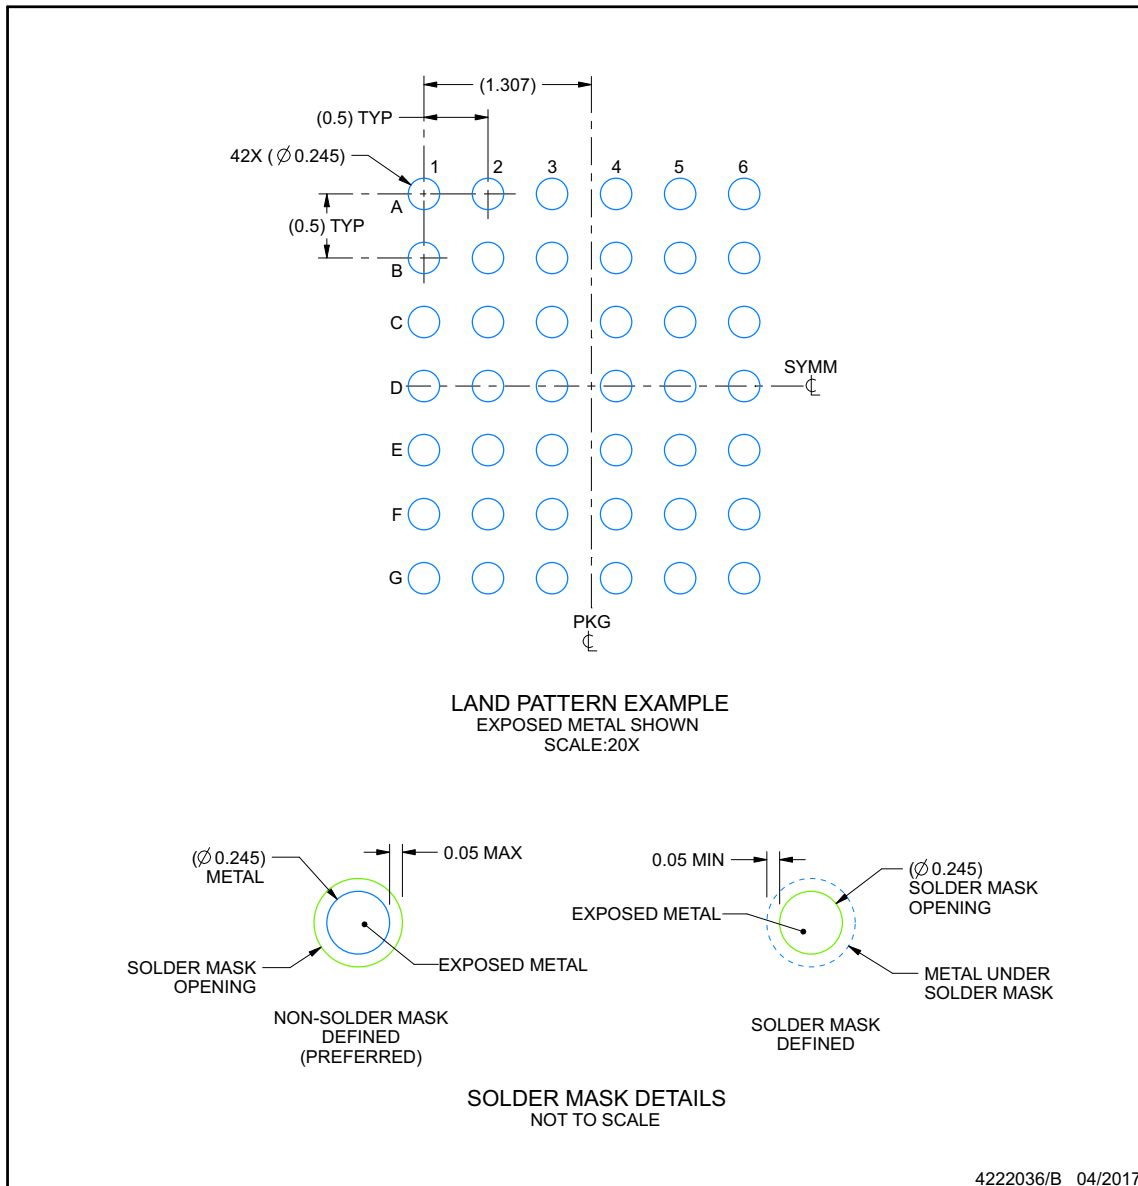 (1.307)
(0.5) TYP
42X ( Ø 0.245)
1 2 3 4 5 6
A
(0.5) TYP
B
C
SYMM
D
E
F
G
PKG
LAND PATTERN EXAMPLE
EXPOSED METAL SHOWN
SCALE:20X
(Ø 0.245)
METAL
0.05 MAX
SOLDER MASK
OPENING
EXPOSED METAL
NON-SOLDER MASK
DEFINED
(PREFERRED)
0.05 MIN
(Ø 0.245)
SOLDER MASK
OPENING
EXPOSED METAL
METAL UNDER
SOLDER MASK
SOLDER MASK
DEFINED
SOLDER MASK DETAILS
NOT TO SCALE
4222036/B 04/2017